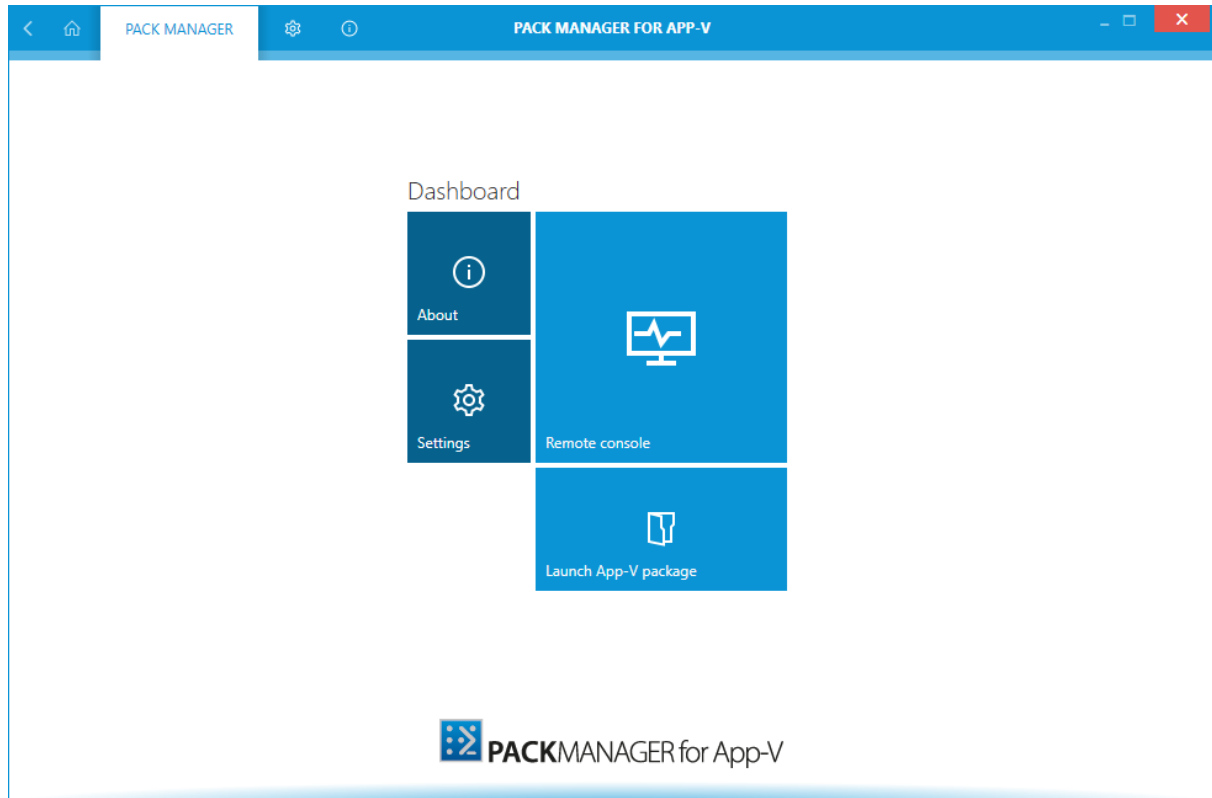 PACK MANAGER
PACK MANAGER FOR APP-V
Dashboard
About
Settings
Remote console
Launch App-V package
PACKMANAGER for App-V